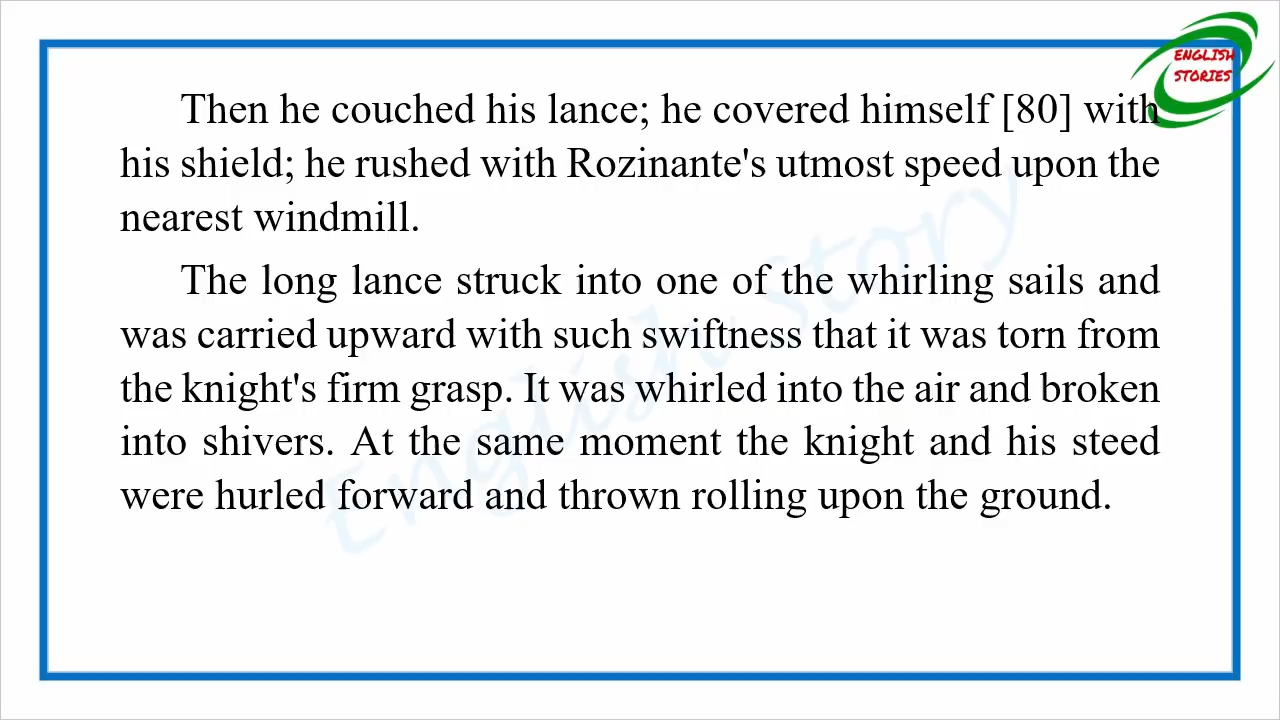 ENGLISH
STORIES
Then he couched his lance; he covered himself [80] with
his shield; he rushed with Rozinante's utmost speed upon the
nearest windmill.
The long lance struck into one of the whirling sails and
was carried upward with such swiftness that it was torn from
the knight's firm grasp. It was whirled into the air and broken
into shivers. At the same moment the knight and his steed
were hurled forward and thrown rolling upon the ground.
English Story